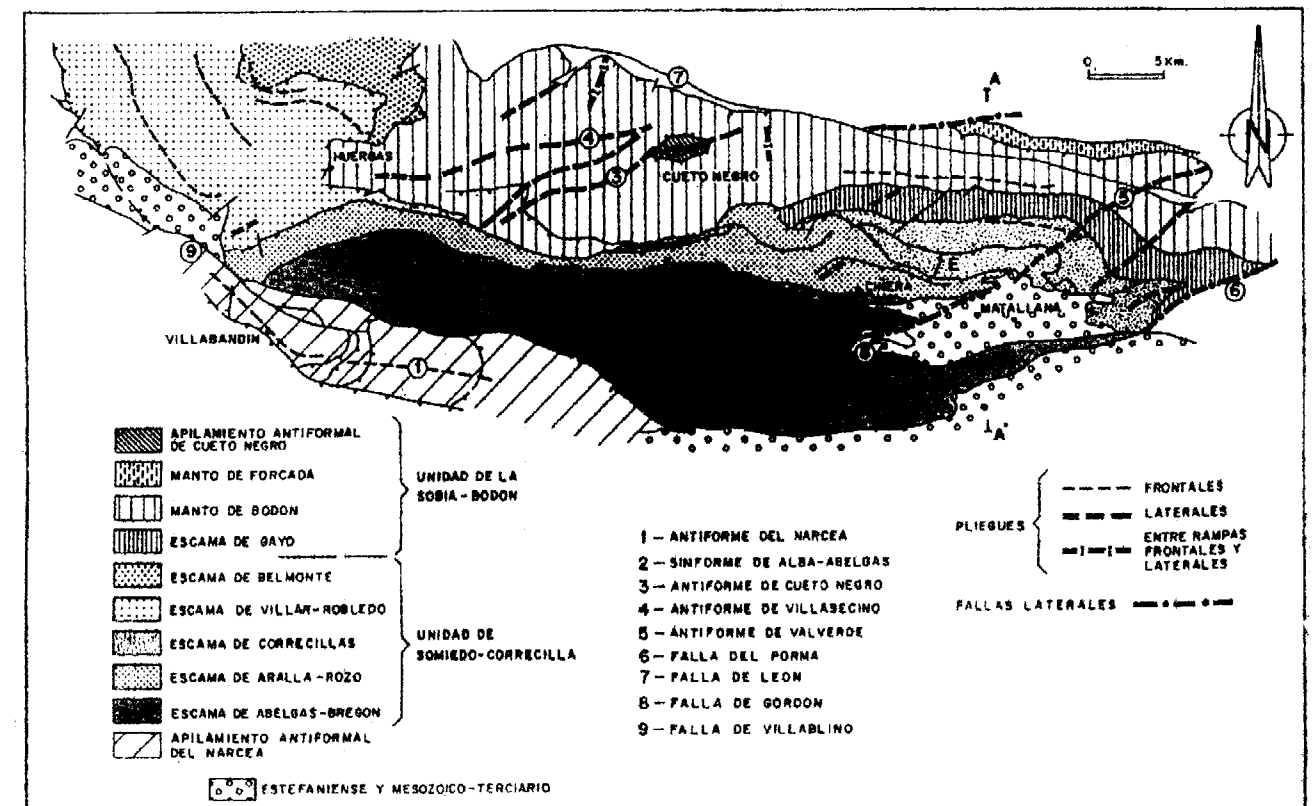 ⑦
A
0 5 Km.
N
④
HUERGAS
③
CUETO NEGRO
⑤
⑨
E
⑥
MATALLANA
VILLABANDIN
①
A'
APILAMIENTO ANTIFORMAL
DE CUETO NEGRO
MANTO DE FORCADA
MANTO DE BODON
ESCAMA DE GAYO
UNIDAD DE LA
SOBIA-BODON
ESCAMA DE BELMONTE
ESCAMA DE VILLAR-ROBLEDO
ESCAMA DE CORRECILLAS
ESCAMA DE ARALLA-ROZO
ESCAMA DE ABELGAS-BREGON
UNIDAD DE
SOMIEDO-CORRECILLA
APILAMIENTO ANTIFORMAL
DEL NARCEA
ESTEFANIENSE Y MESOZOICO-TERCIARIO
1 - ANTIFORME DEL NARCEA
2 - SINFORME DE ALBA-ABELGAS
3 - ANTIFORME DE CUETO NEGRO
4 - ANTIFORME DE VILLASECINO
5 - ANTIFORME DE VALVERDE
6 - FALLA DEL PORMA
7 - FALLA DE LEON
8 - FALLA DE GORDON
9 - FALLA DE VILLABLINO
PLIEGUES
FRONTALES
LATERALES
ENTRE RAMPAS
FRONTALES Y
LATERALES
FALLAS LATERALES